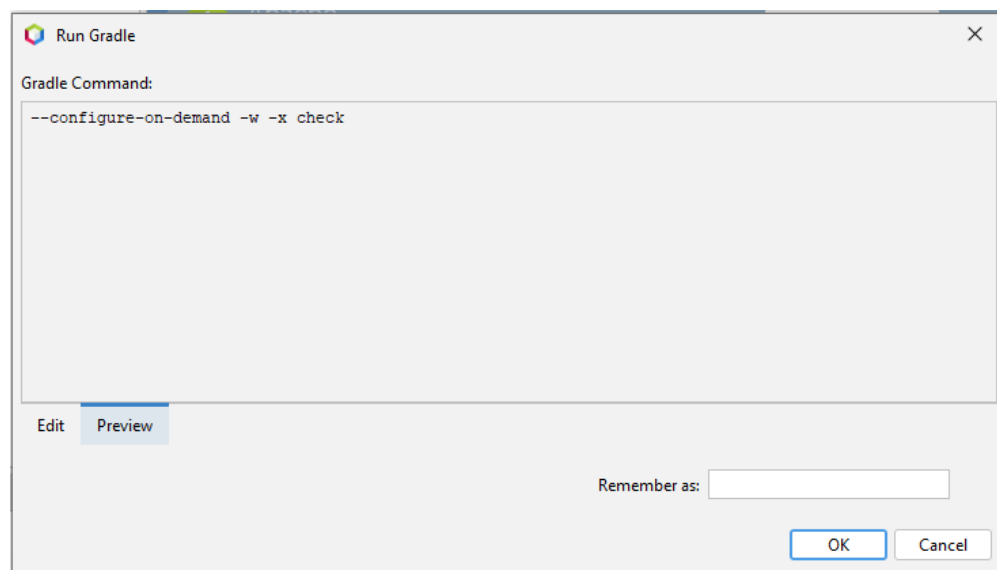 Run Gradle
Gradle Command:
--configure-on-demand -w -x check
Edit Preview
Remember as:
OK Cancel